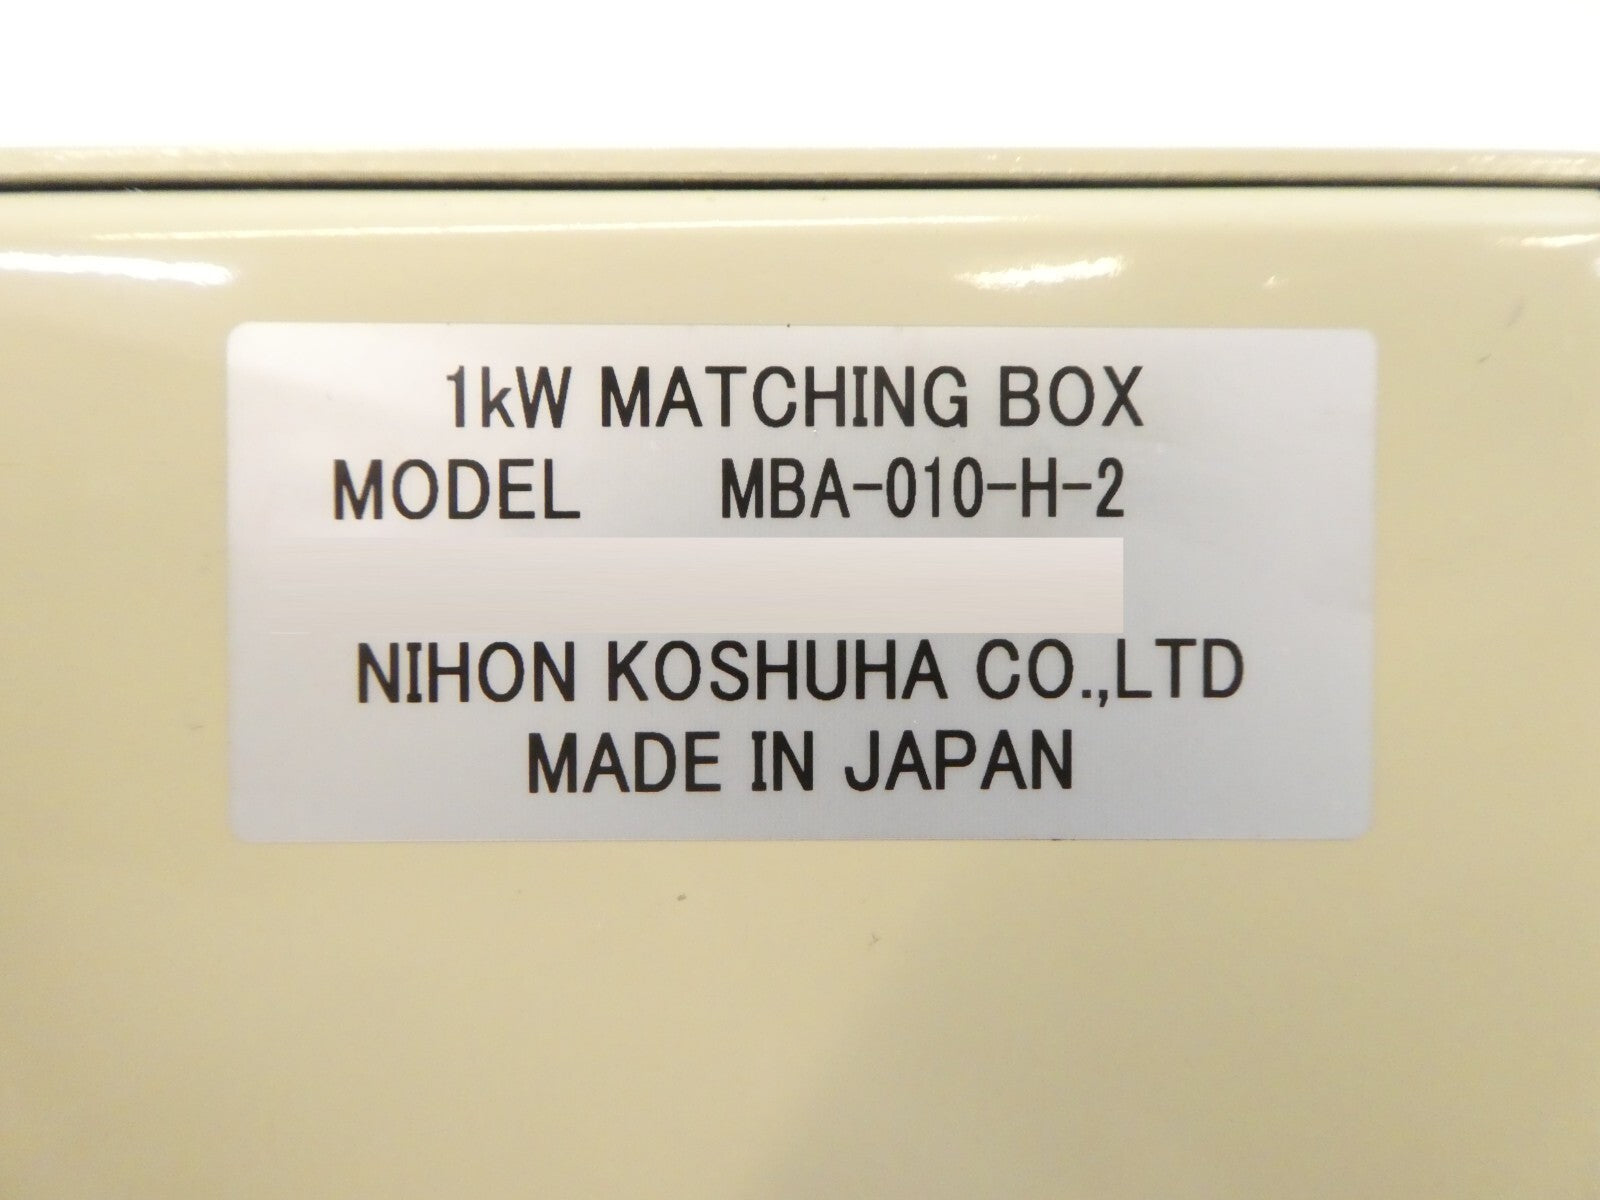 1kW MATCHING BOX
MODEL MBA-010-H-2
NIHON KOSHUHA CO.,LTD
MADE IN JAPAN